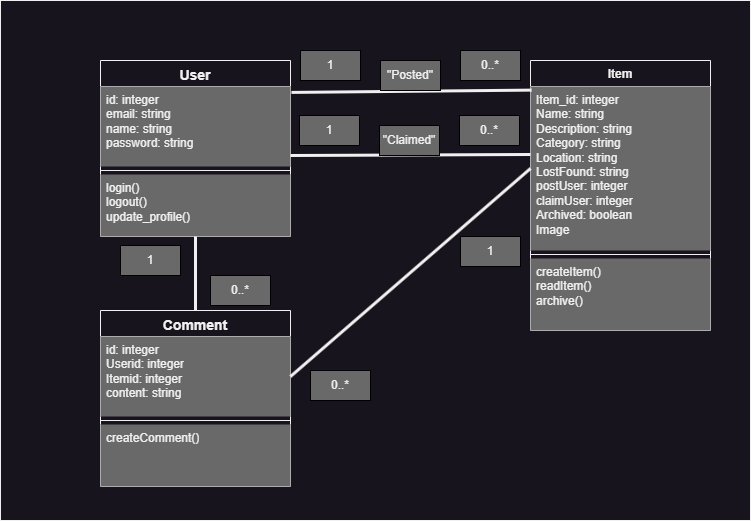 User
id: integer
email: string
name: string
password: string
login()
logout()
update_profile()
1
"Posted"
0..*
1
"Claimed"
0..*
Item
Item_id: integer
Name: string
Description: string
Category: string
Location: string
LostFound: string
postUser: integer
claimUser: integer
Archived: boolean
Image
createItem()
readItem()
archive()
1
0..*
1
0..*
Comment
id: integer
Userid: integer
Itemid: integer
content: string
createComment()